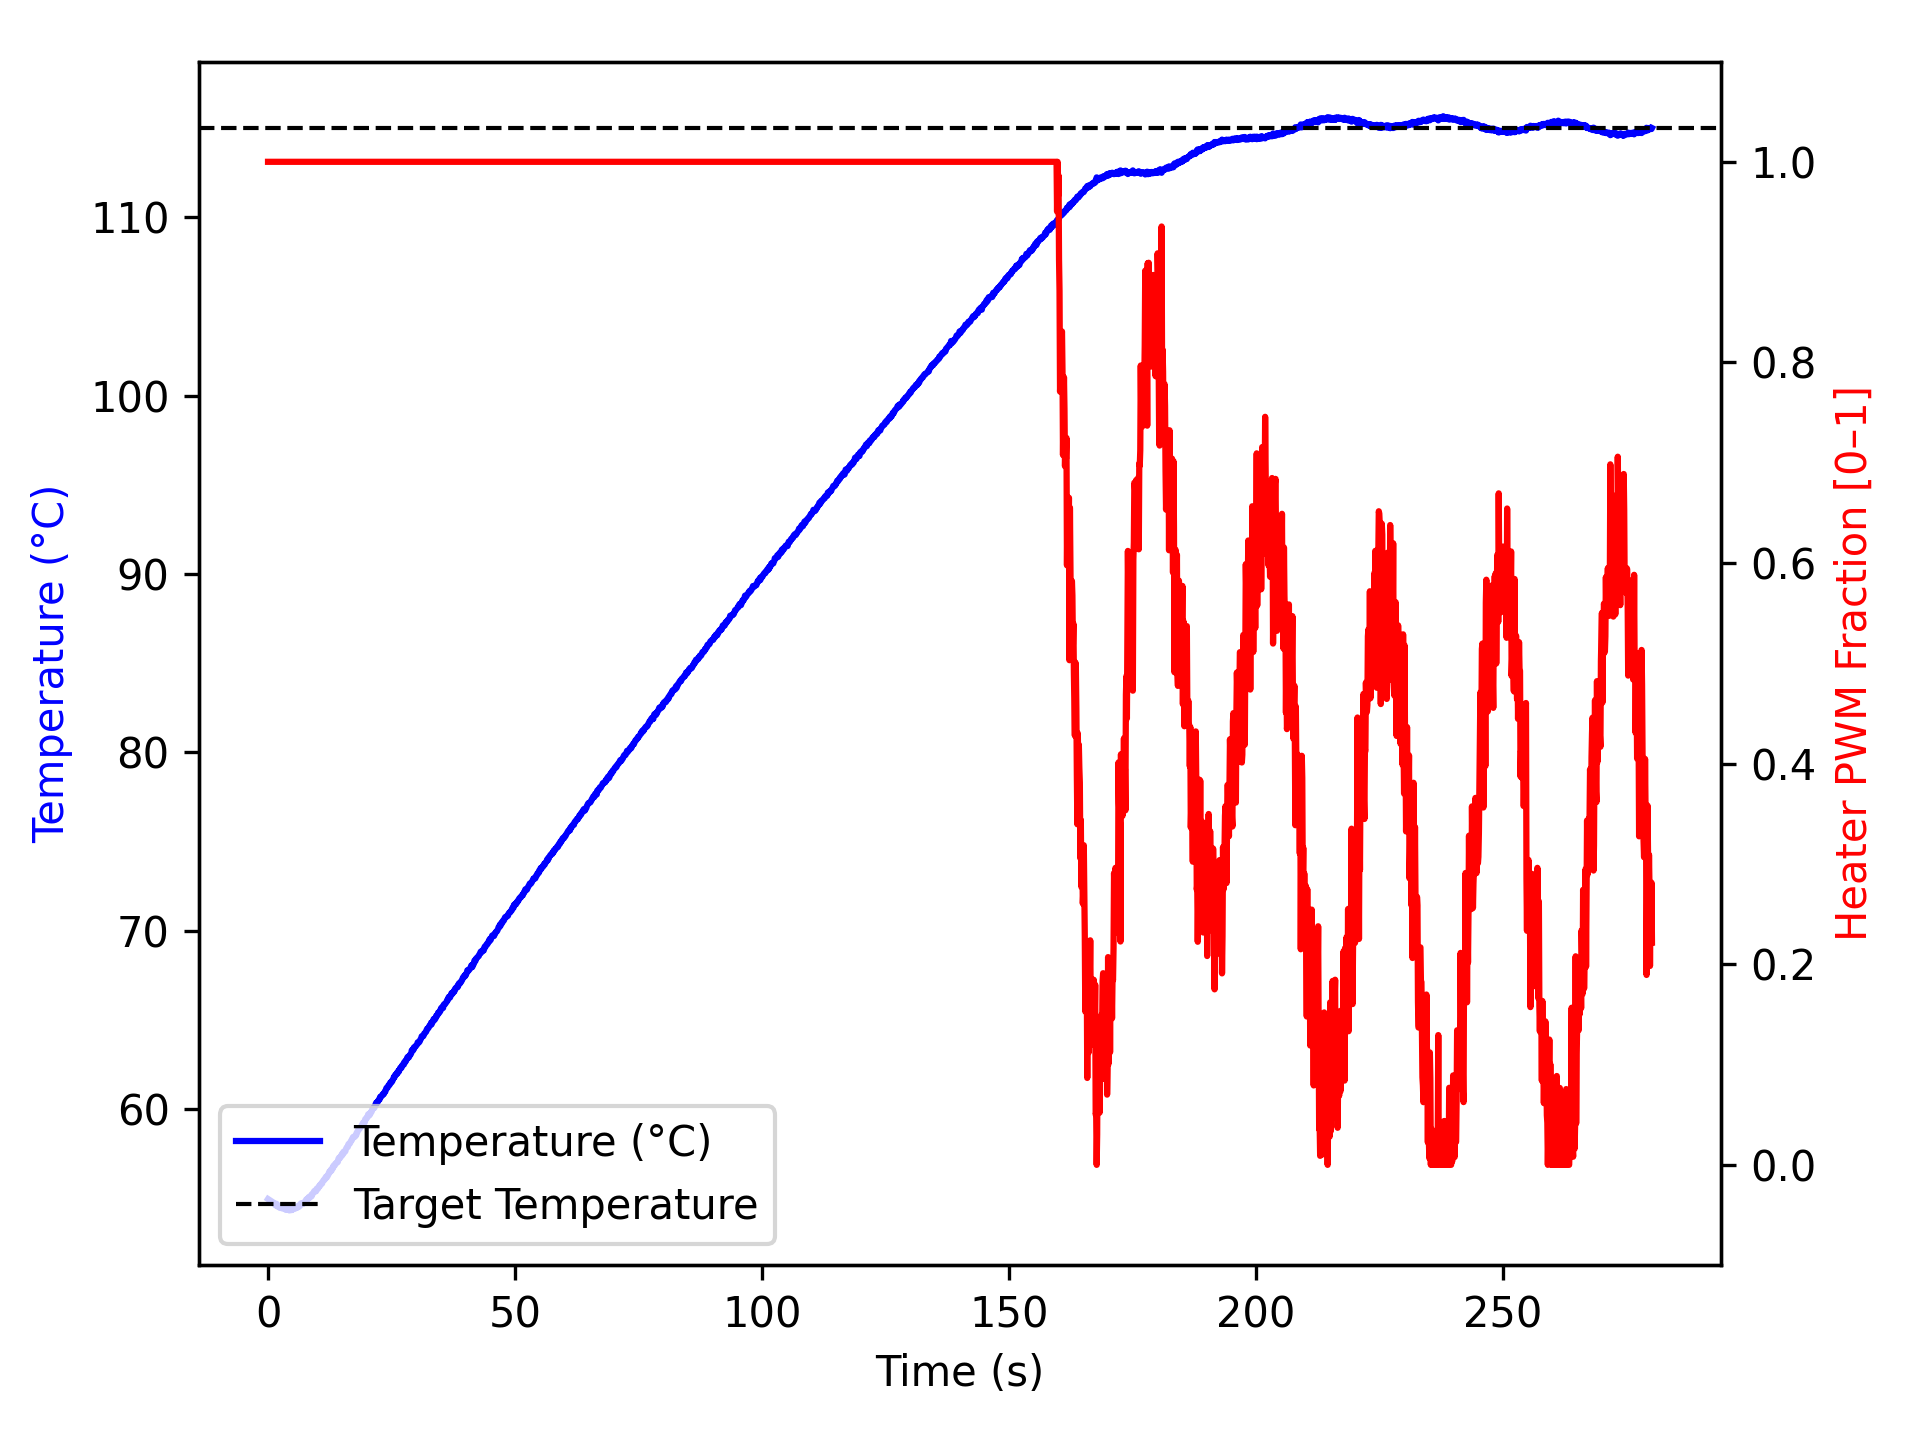 110
100
90
80
70
60
Temperature (°C)
1.0
0.8
0.6
0.4
0.2
0.0
Heater PWM Fraction [0–1]
Temperature (°C)
Target Temperature
0 50 100 150 200 250
Time (s)